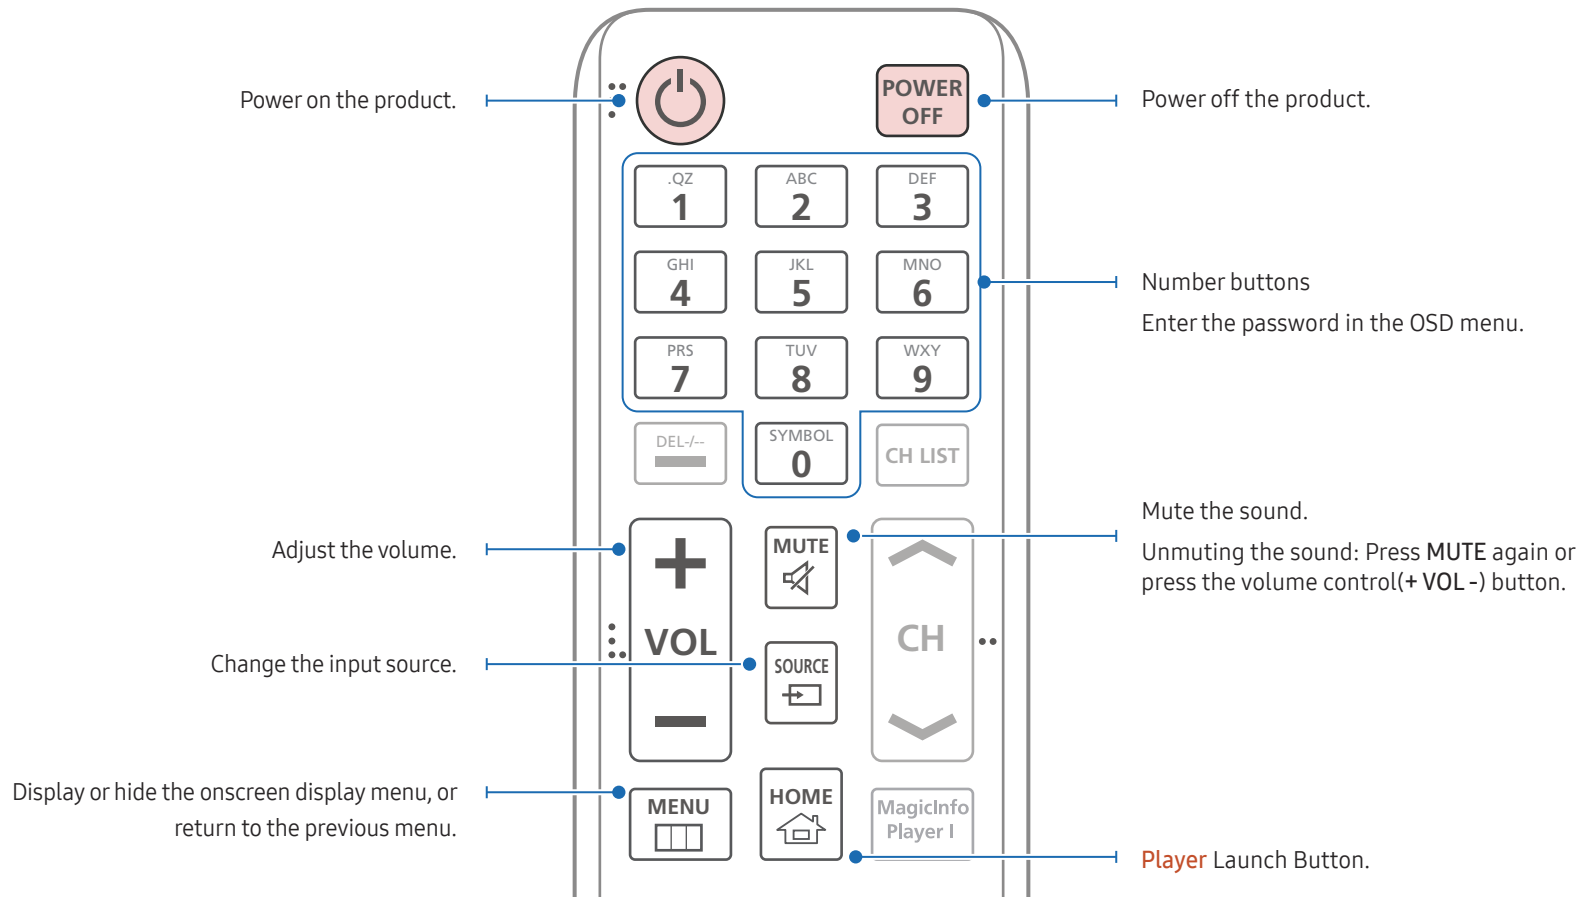 Power on the product.
POWER
OFF
Power off the product.
.QZ
1
ABC
2
DEF
3
GHI
4
JKL
5
MNO
6
Number buttons
Enter the password in the OSD menu.
PRS
7
TUV
8
WXY
9
DEL-/--
SYMBOL
0
CH LIST
Adjust the volume.
+
VOL
—
MUTE
Mute the sound.
Unmuting the sound: Press MUTE again or
press the volume control(+ VOL -) button.
CH
Change the input source.
SOURCE
Display or hide the onscreen display menu, or
return to the previous menu.
MENU
HOME
MagicInfo
Player I
Player Launch Button.